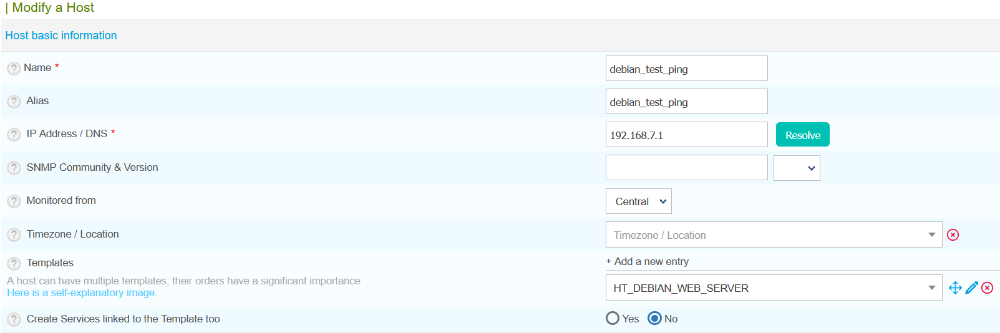 | Modify a Host
Host basic information
? Name * debian_test_ping
? Alias debian_test_ping
? IP Address / DNS * 192.168.7.1 Resolve
? SNMP Community & Version
? Monitored from Central
? Timezone / Location Timezone / Location
? Templates + Add a new entry
A host can have multiple templates, their orders have a significant importance
Here is a self-explanatory image.
HT_DEBIAN_WEB_SERVER
? Create Services linked to the Template too Yes No